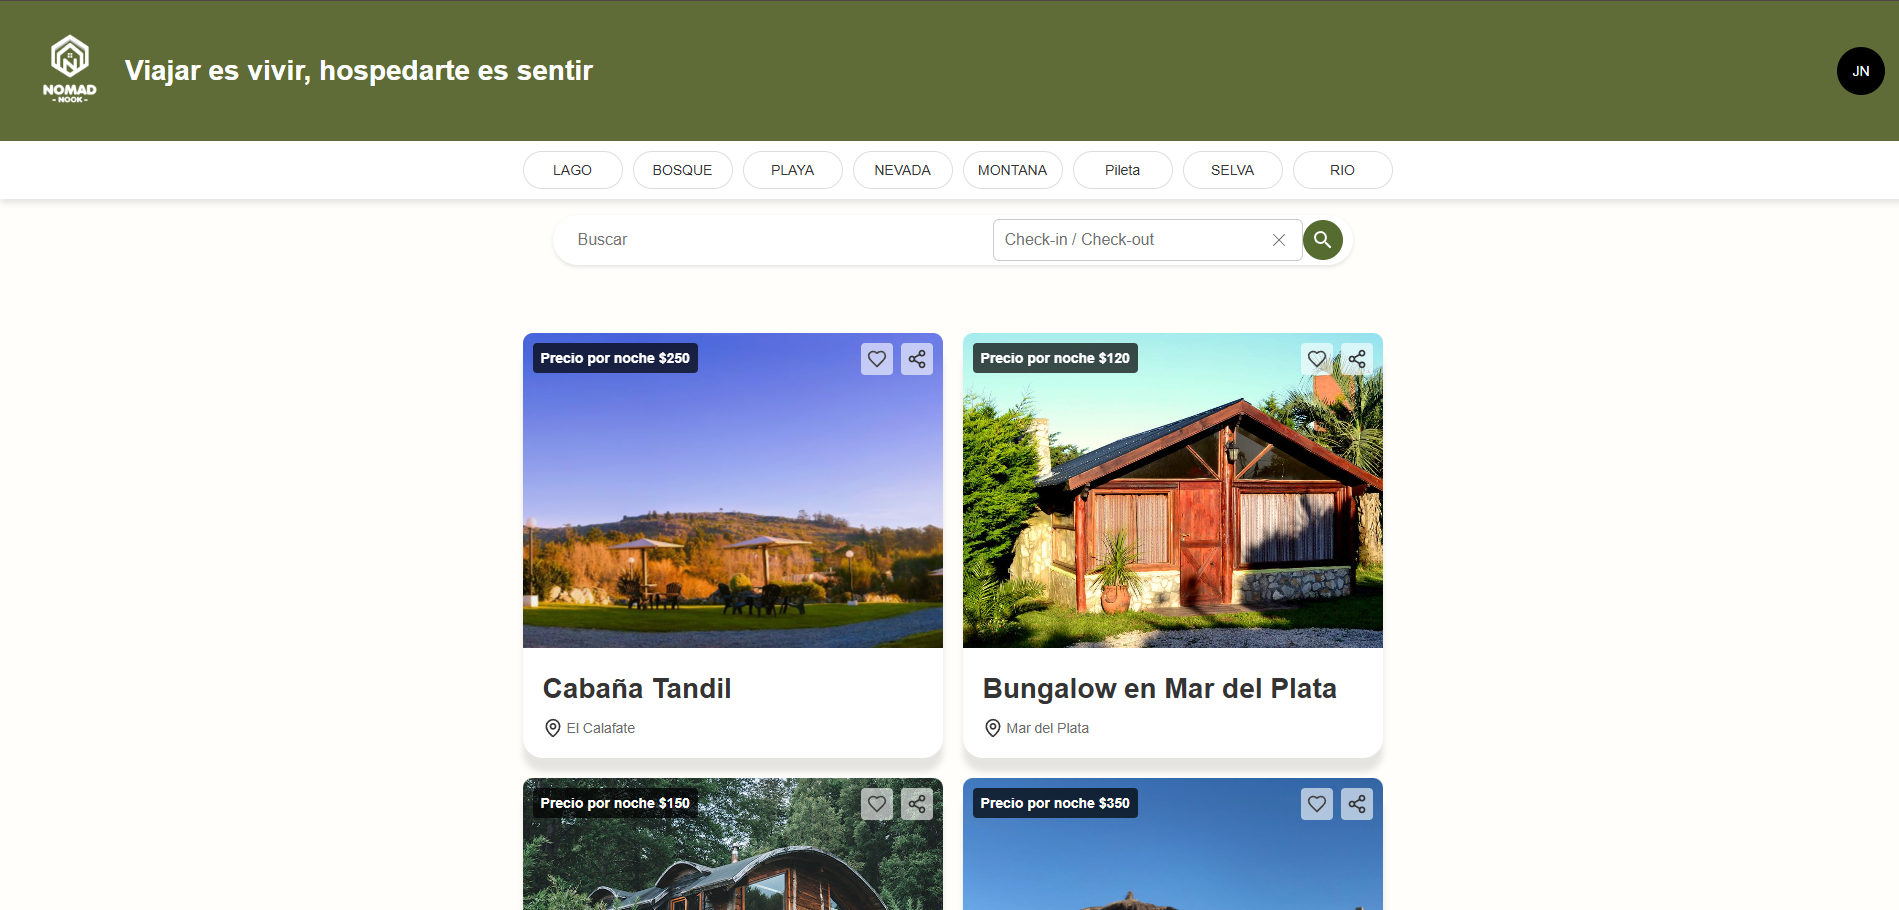 NOMAD
- NOOK -
Viajar es vivir, hospedarte es sentir
JN
LAGO
BOSQUE
PLAYA
NEVADA
MONTANA
Pileta
SELVA
RIO
Buscar
Check-in / Check-out
Precio por noche $250
Precio por noche $120
Cabaña Tandil
El Calafate
Bungalow en Mar del Plata
Mar del Plata
Precio por noche $150
Precio por noche $350